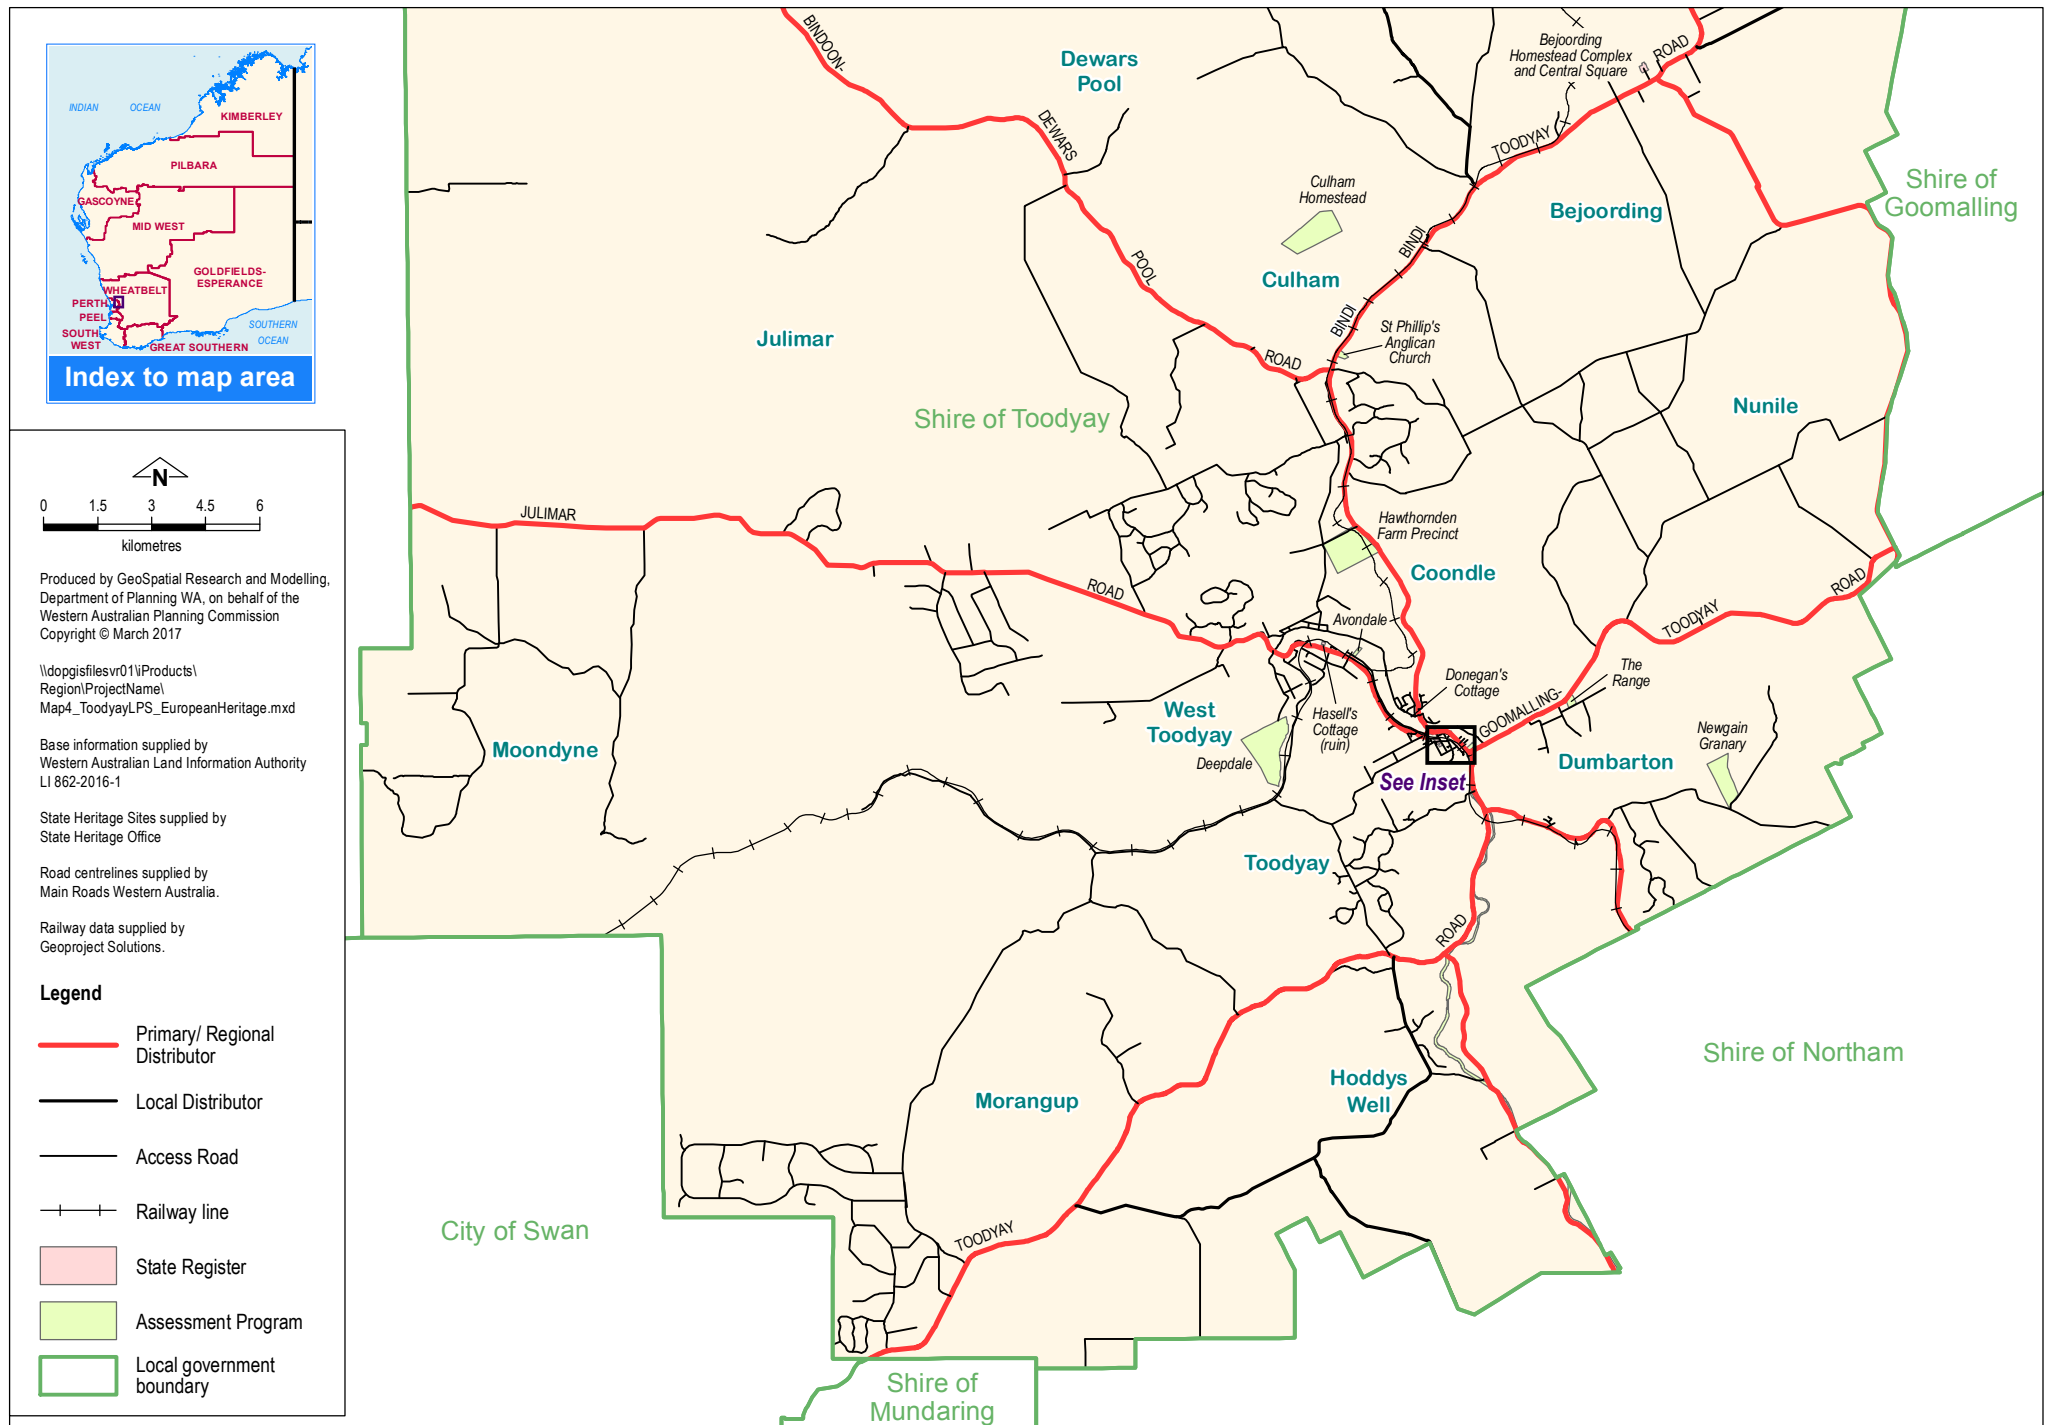 INDIAN OCEAN
KIMBERLEY
PILBARA
GASCOYNE
MID WEST
GOLDFIELDS-
ESPERANCE
WHEATBELT
PERTH
PEEL
SOUTH
WEST
GREAT SOUTHERN
SOUTHERN
OCEAN
Index to map area
N
0 1.5 3 4.5 6
kilometres
Produced by GeoSpatial Research and Modelling,
Department of Planning WA, on behalf of the
Western Australian Planning Commission
Copyright © March 2017
\\dopgisfilesvr01\iProducts\
Region\ProjectName\
Map4_ToodyayLPS_EuropeanHeritage.mxd
Base information supplied by
Western Australian Land Information Authority
LI 862-2016-1
State Heritage Sites supplied by
State Heritage Office
Road centrelines supplied by
Main Roads Western Australia.
Railway data supplied by
Geoproject Solutions.
Legend
Primary/ Regional
Distributor
Local Distributor
Access Road
Railway line
State Register
Assessment Program
Local government
boundary
BINDOON-
DEWARS
POOL
ROAD
Dewars
Pool
Bejoording
Homestead Complex
and Central Square
ROAD
TOODYAY
BINDI
BINDI
Culham
Homestead
Culham
Bejoording
Shire of
Goomalling
St Phillip's
Anglican
Church
Julimar
Shire of Toodyay
Nunile
JULIMAR
ROAD
Hawthornden
Farm Precinct
Coondle
Avondale
TOODYAY
ROAD
GOOMALLING-
The
Range
Donegan's
Cottage
West
Toodyay
Hasell's
Cottage
(ruin)
Deepdale
Newgain
Granary
Moondyne
Dumbarton
See Inset
Toodyay
ROAD
Shire of Northam
Hoddys
Well
Morangup
TOODYAY
City of Swan
Shire of
Mundaring